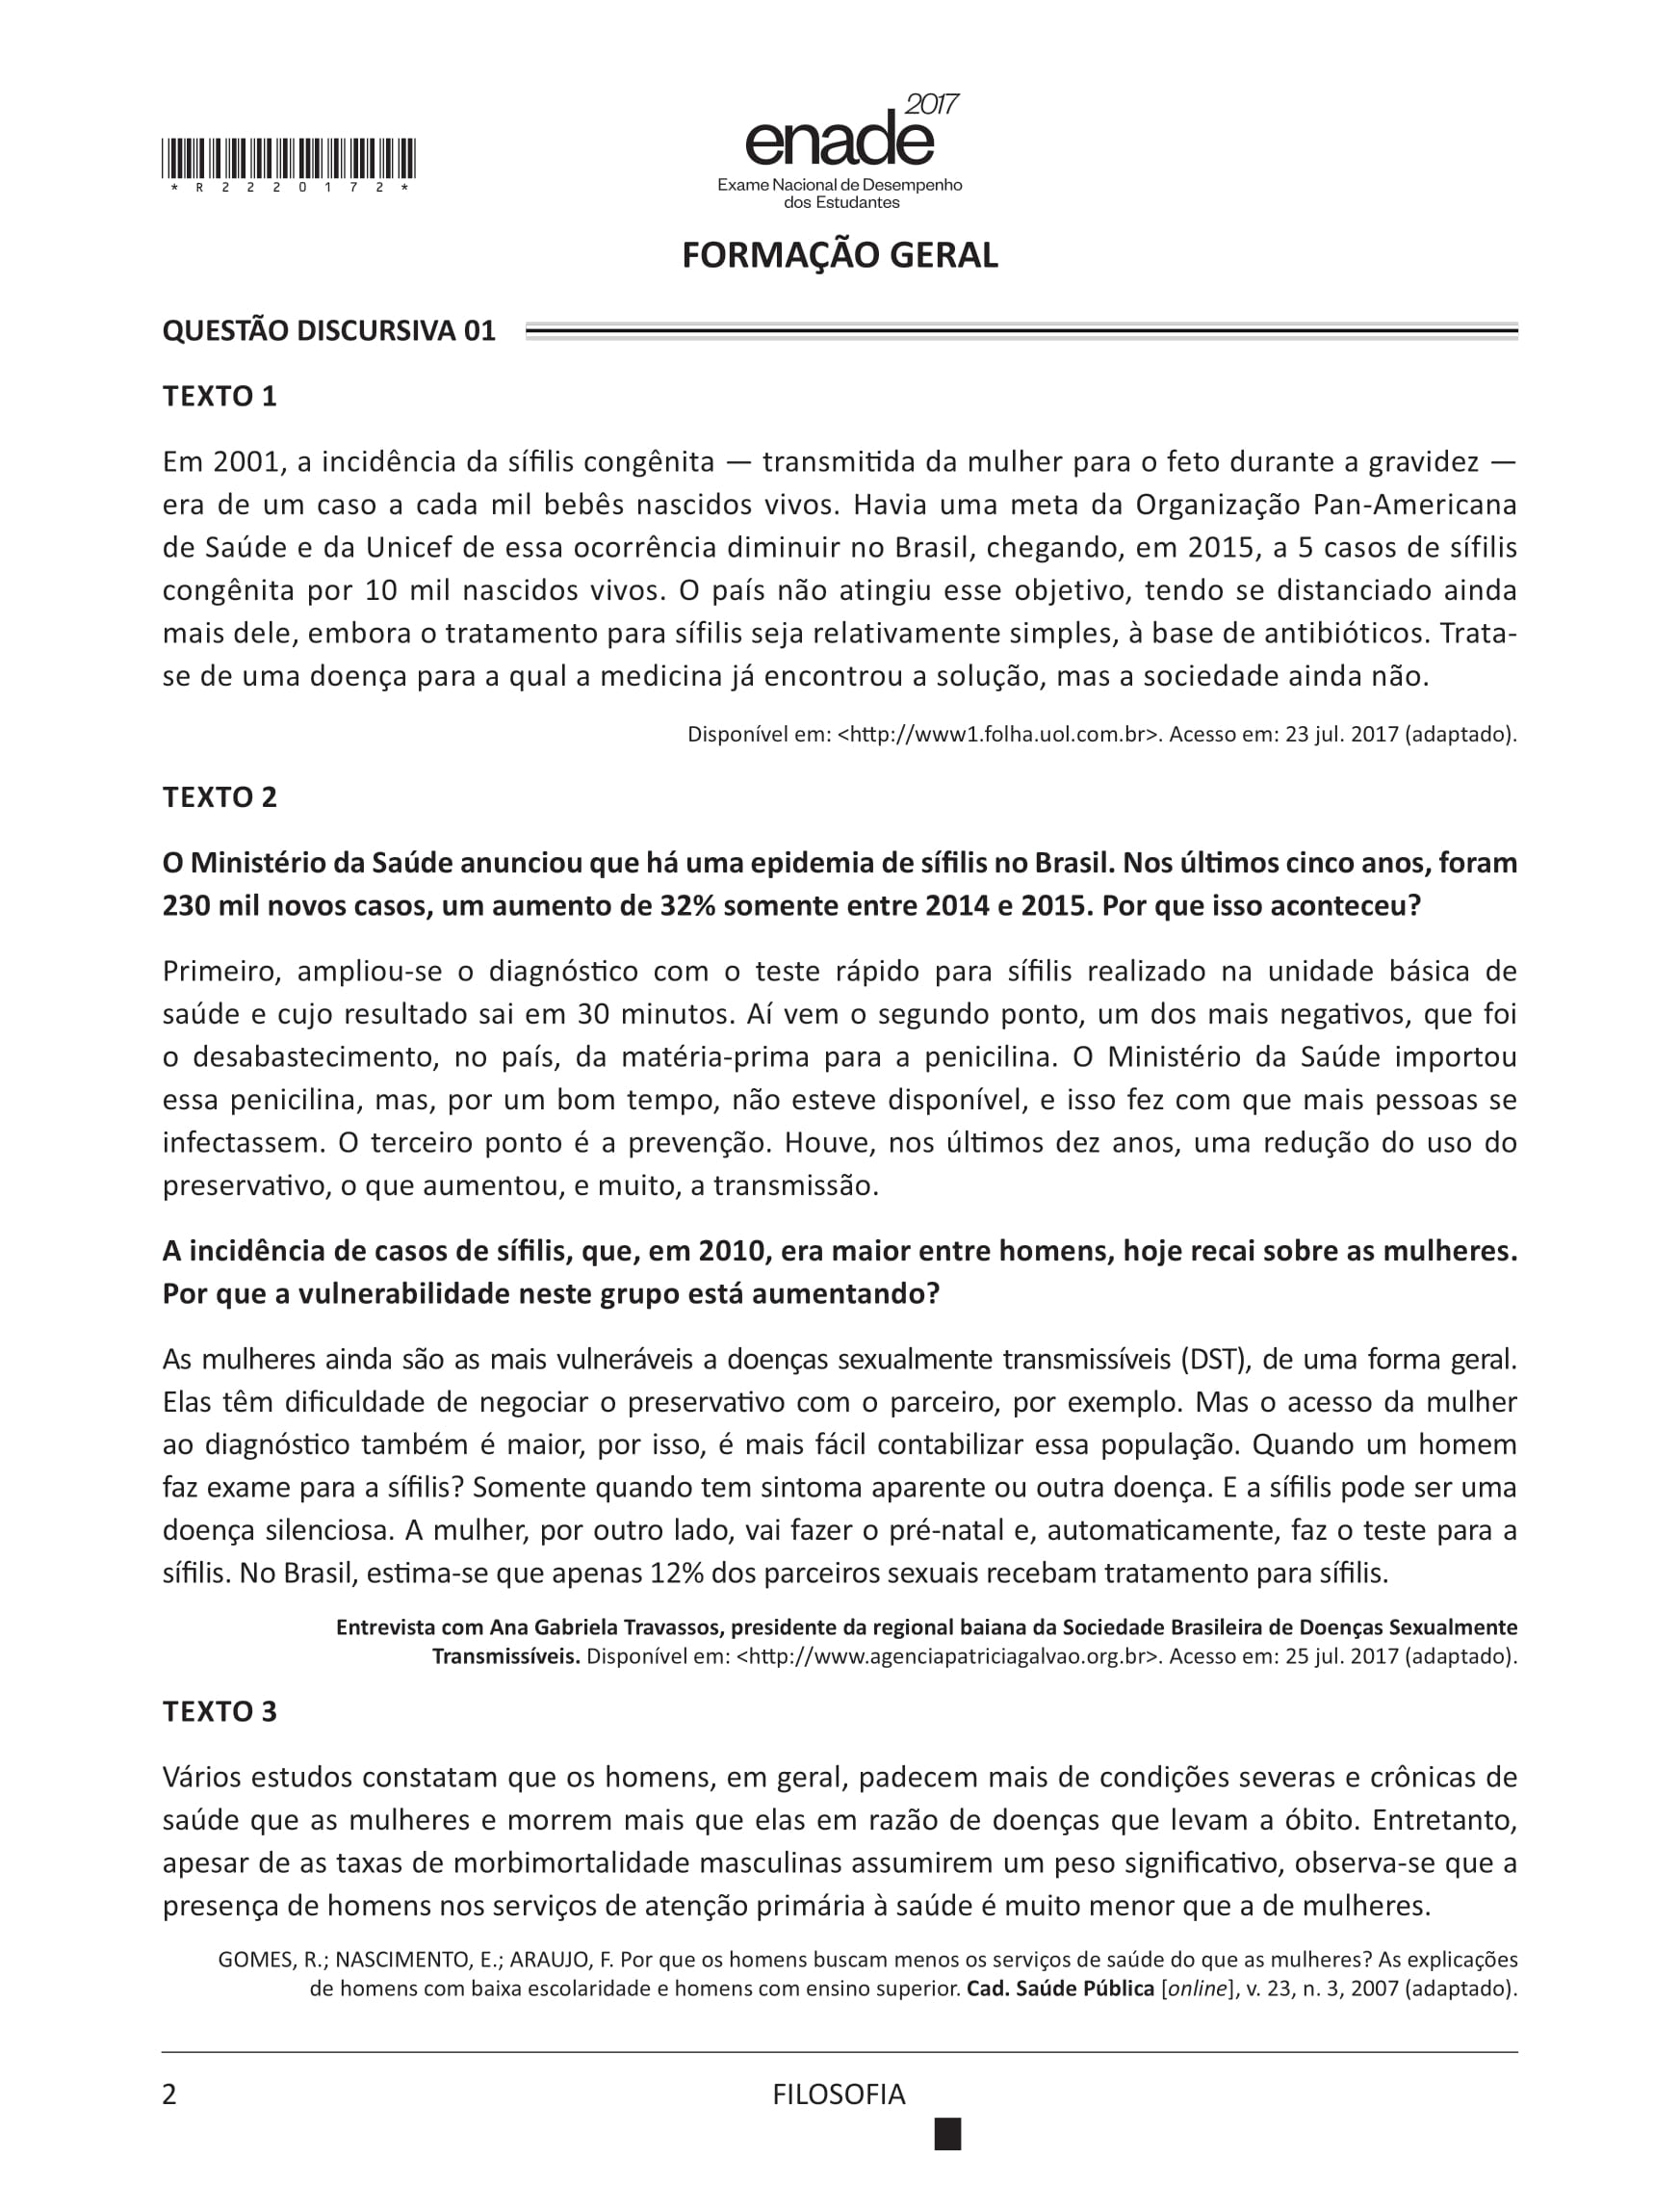 2017
enade
Exame Nacional de Desempenho
dos Estudantes
*R2220172*
FORMAÇÃO GERAL
QUESTÃO DISCURSIVA 01
TEXTO 1
Em 2001, a incidência da sífilis congênita — transmitida da mulher para o feto durante a gravidez —
era de um caso a cada mil bebês nascidos vivos. Havia uma meta da Organização Pan-Americana
de Saúde e da Unicef de essa ocorrência diminuir no Brasil, chegando, em 2015, a 5 casos de sífilis
congênita por 10 mil nascidos vivos. O país não atingiu esse objetivo, tendo se distanciado ainda
mais dele, embora o tratamento para sífilis seja relativamente simples, à base de antibióticos. Trata-
se de uma doença para a qual a medicina já encontrou a solução, mas a sociedade ainda não.
Disponível em: <http://www1.folha.uol.com.br>. Acesso em: 23 jul. 2017 (adaptado).
TEXTO 2
O Ministério da Saúde anunciou que há uma epidemia de sífilis no Brasil. Nos últimos cinco anos, foram
230 mil novos casos, um aumento de 32% somente entre 2014 e 2015. Por que isso aconteceu?
Primeiro, ampliou-se o diagnóstico com o teste rápido para sífilis realizado na unidade básica de
saúde e cujo resultado sai em 30 minutos. Aí vem o segundo ponto, um dos mais negativos, que foi
o desabastecimento, no país, da matéria-prima para a penicilina. O Ministério da Saúde importou
essa penicilina, mas, por um bom tempo, não esteve disponível, e isso fez com que mais pessoas se
infectassem. O terceiro ponto é a prevenção. Houve, nos últimos dez anos, uma redução do uso do
preservativo, o que aumentou, e muito, a transmissão.
A incidência de casos de sífilis, que, em 2010, era maior entre homens, hoje recai sobre as mulheres.
Por que a vulnerabilidade neste grupo está aumentando?
As mulheres ainda são as mais vulneráveis a doenças sexualmente transmissíveis (DST), de uma forma geral.
Elas têm dificuldade de negociar o preservativo com o parceiro, por exemplo. Mas o acesso da mulher
ao diagnóstico também é maior, por isso, é mais fácil contabilizar essa população. Quando um homem
faz exame para a sífilis? Somente quando tem sintoma aparente ou outra doença. E a sífilis pode ser uma
doença silenciosa. A mulher, por outro lado, vai fazer o pré-natal e, automaticamente, faz o teste para a
sífilis. No Brasil, estima-se que apenas 12% dos parceiros sexuais recebam tratamento para sífilis.
Entrevista com Ana Gabriela Travassos, presidente da regional baiana da Sociedade Brasileira de Doenças Sexualmente
Transmissíveis. Disponível em: <http://www.agenciapatriciagalvao.org.br>. Acesso em: 25 jul. 2017 (adaptado).
TEXTO 3
Vários estudos constatam que os homens, em geral, padecem mais de condições severas e crônicas de
saúde que as mulheres e morrem mais que elas em razão de doenças que levam a óbito. Entretanto,
apesar de as taxas de morbimortalidade masculinas assumirem um peso significativo, observa-se que a
presença de homens nos serviços de atenção primária à saúde é muito menor que a de mulheres.
GOMES, R.; NASCIMENTO, E.; ARAUJO, F. Por que os homens buscam menos os serviços de saúde do que as mulheres? As explicações
de homens com baixa escolaridade e homens com ensino superior. Cad. Saúde Pública [online], v. 23, n. 3, 2007 (adaptado).
2
FILOSOFIA